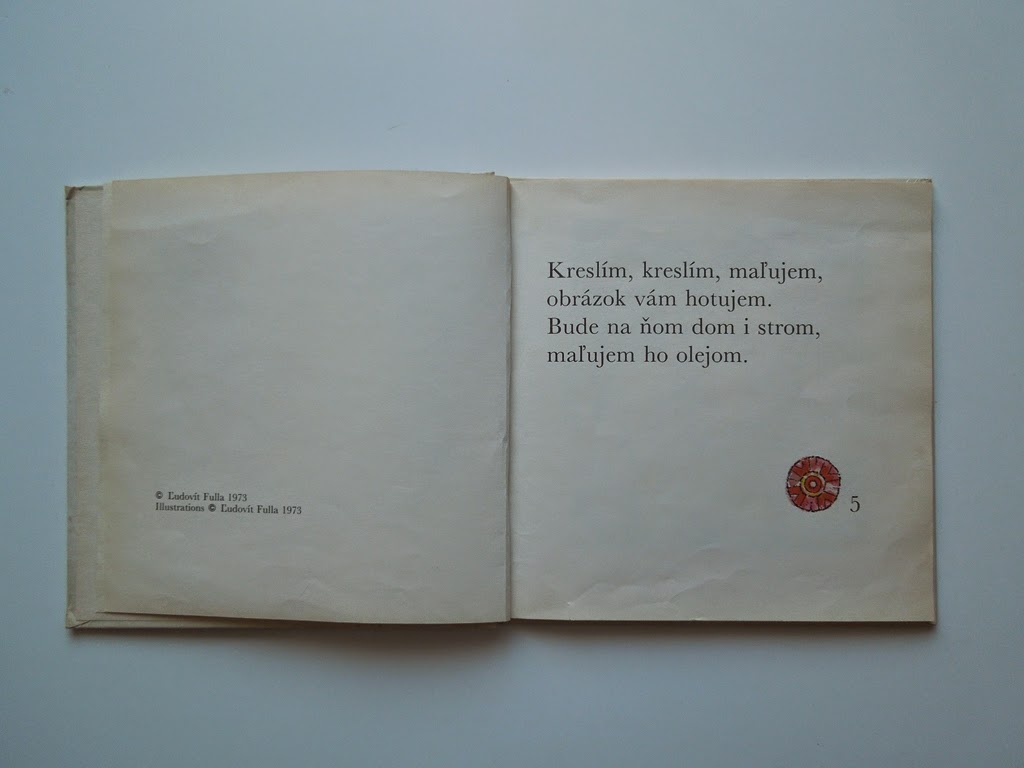 © Ľudovít Fulla 1973
Illustrations © Ľudovít Fulla 1973
Kreslím, kreslím, maľujem,
obrázok vám hotujem.
Bude na ňom dom i strom,
maľujem ho olejom.
5